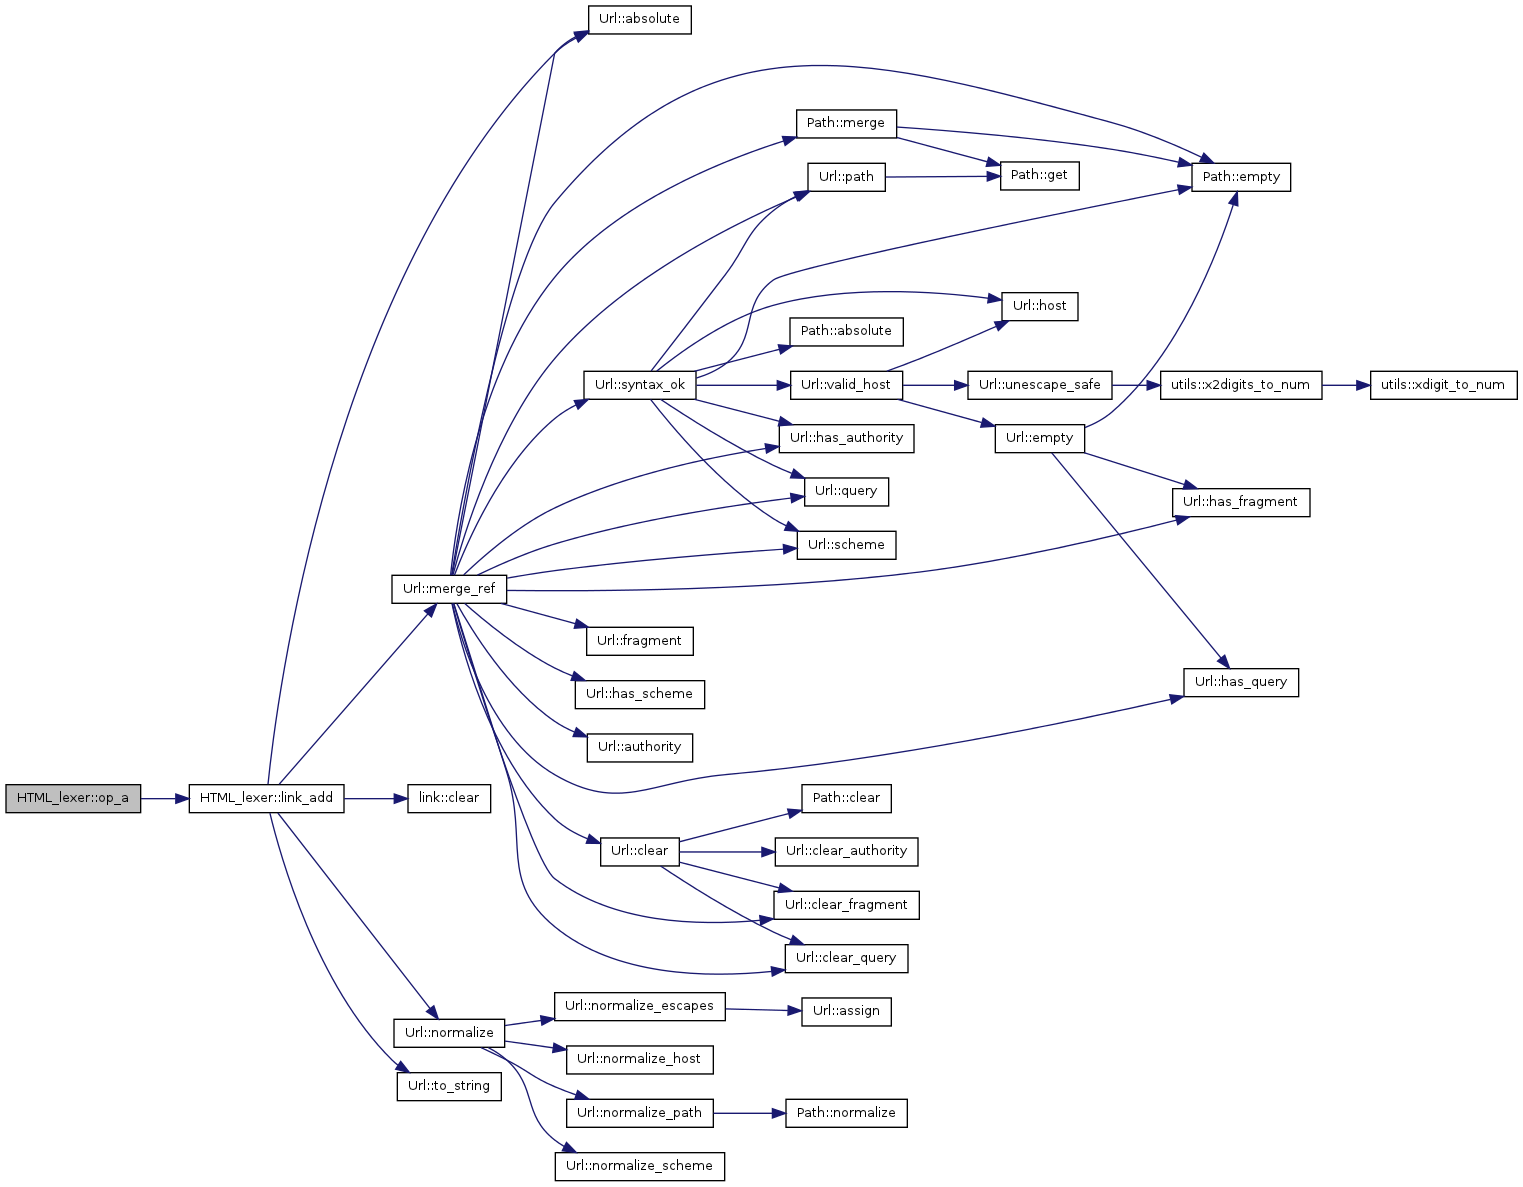 Url::absolute
Path::merge
Url::path
Path::get
Path::empty
Url::host
Path::absolute
Url::syntax_ok
Url::valid_host
Url::unescape_safe
utils::x2digits_to_num
utils::xdigit_to_num
Url::has_authority
Url::empty
Url::query
Url::has_fragment
Url::scheme
Url::merge_ref
Url::fragment
Url::has_scheme
Url::has_query
Url::authority
HTML_lexer::op_a
HTML_lexer::link_add
link::clear
Path::clear
Url::clear
Url::clear_authority
Url::clear_fragment
Url::clear_query
Url::normalize_escapes
Url::assign
Url::normalize
Url::normalize_host
Url::to_string
Url::normalize_path
Path::normalize
Url::normalize_scheme